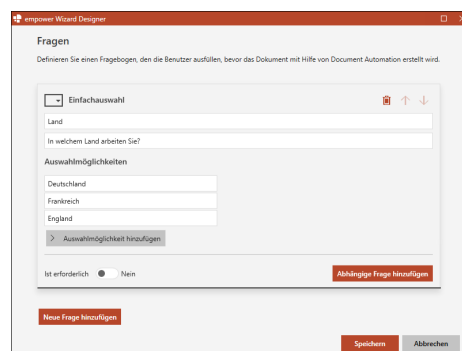 empower Wizard Designer
Fragen
Definieren Sie einen Fragebogen, den die Benutzer ausfüllen, bevor das Dokument mit Hilfe von Document Automation erstellt wird.
Einfachauswahl
Land
In welchem Land arbeiten Sie?
Auswahlmöglichkeiten
Deutschland
Frankreich
England
Auswahlmöglichkeit hinzufügen
Ist erforderlich Nein Abhängige Frage hinzufügen
Neue Frage hinzufügen
Speichern Abbrechen